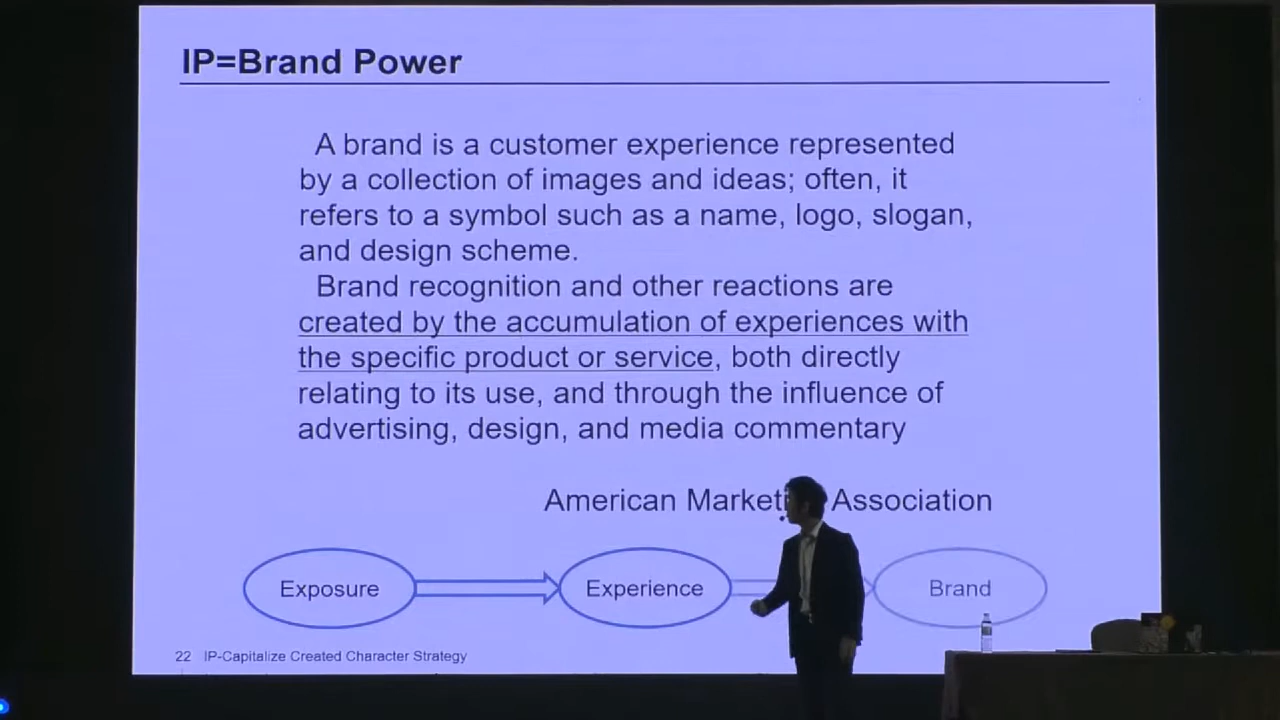 IP=Brand Power
A brand is a customer experience represented
by a collection of images and ideas; often, it
refers to a symbol such as a name, logo, slogan,
and design scheme.
Brand recognition and other reactions are
created by the accumulation of experiences with
the specific product or service, both directly
relating to its use, and through the influence of
advertising, design, and media commentary
American Marketi Association
Exposure Experience Brand
22 IP-Capitalize Created Character Strategy